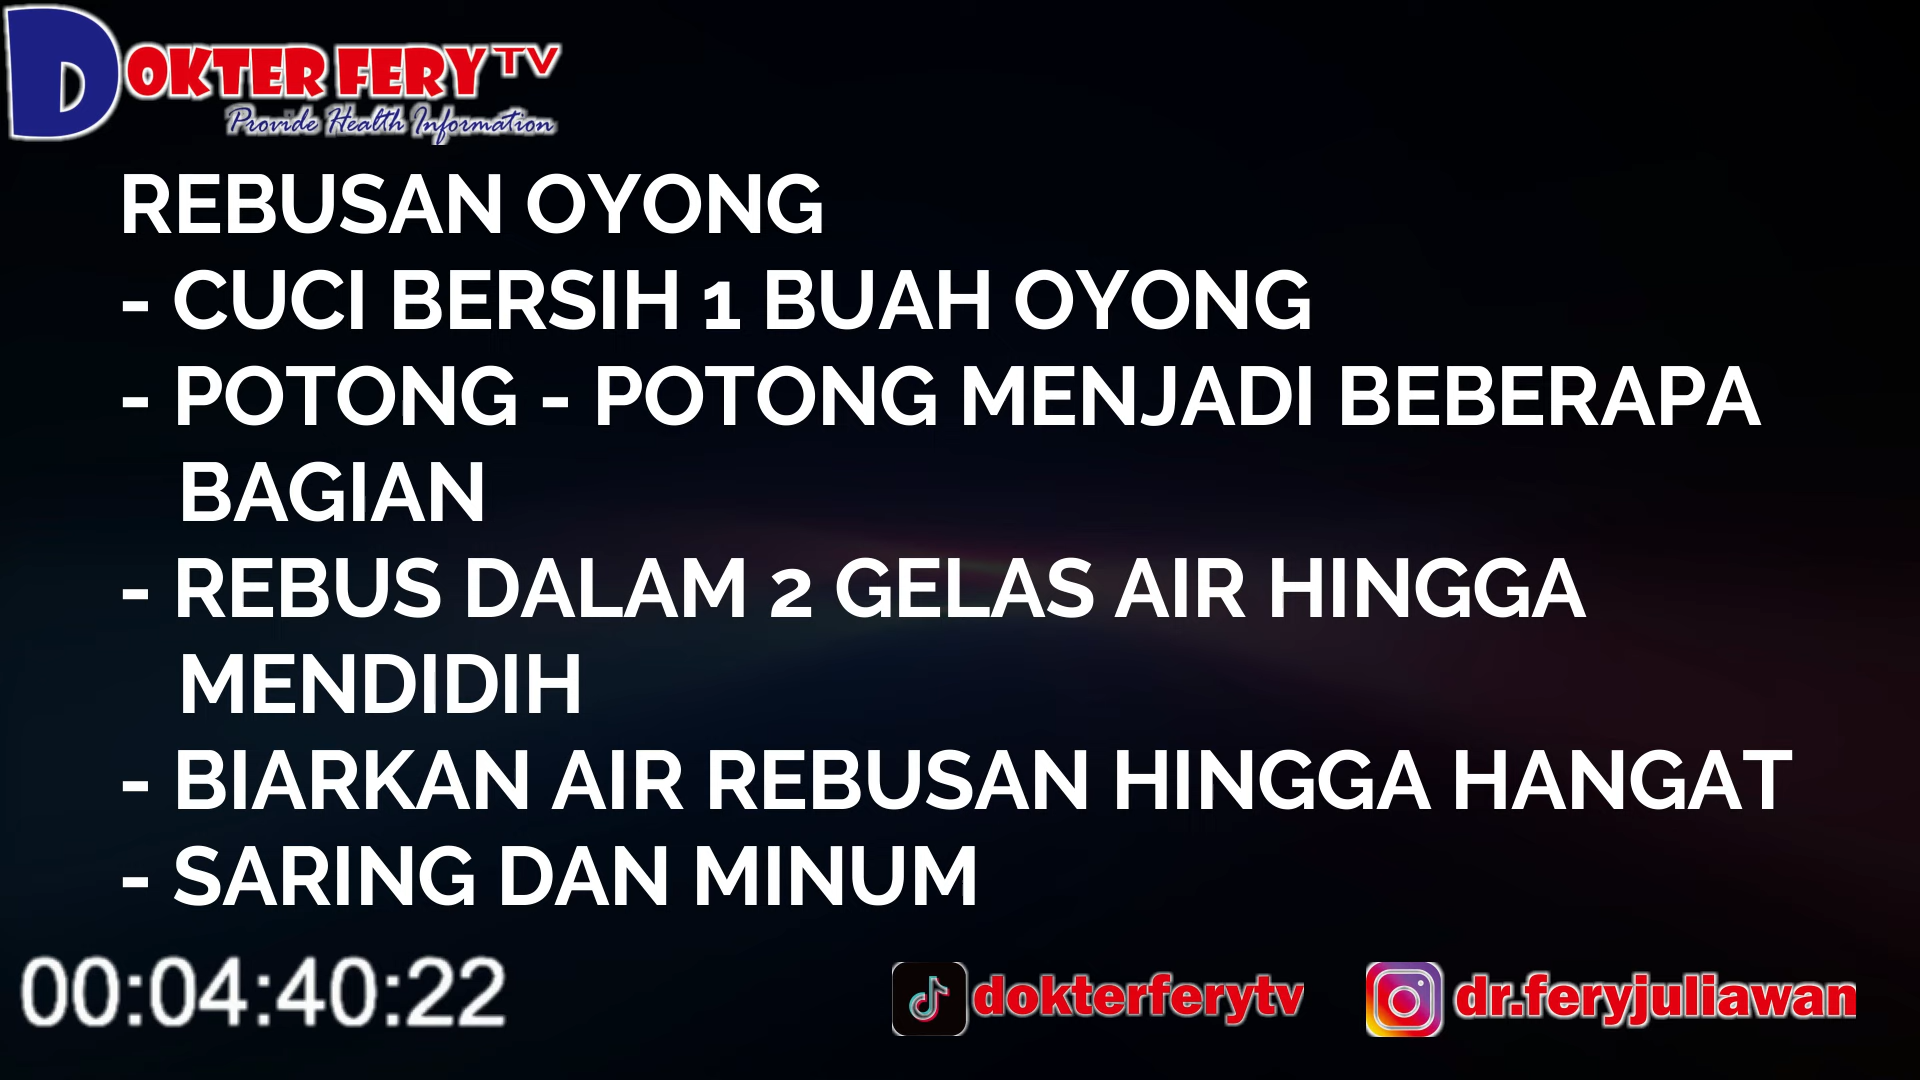 DOKTER FERY TV
Provide Health Information
REBUSAN OYONG
- CUCI BERSIH 1 BUAH OYONG
- POTONG - POTONG MENJADI BEBERAPA
BAGIAN
- REBUS DALAM 2 GELAS AIR HINGGA
MENDIDIH
- BIARKAN AIR REBUSAN HINGGA HANGAT
- SARING DAN MINUM
00:04:40:22
dokterferytv
dr.feryjuliawan